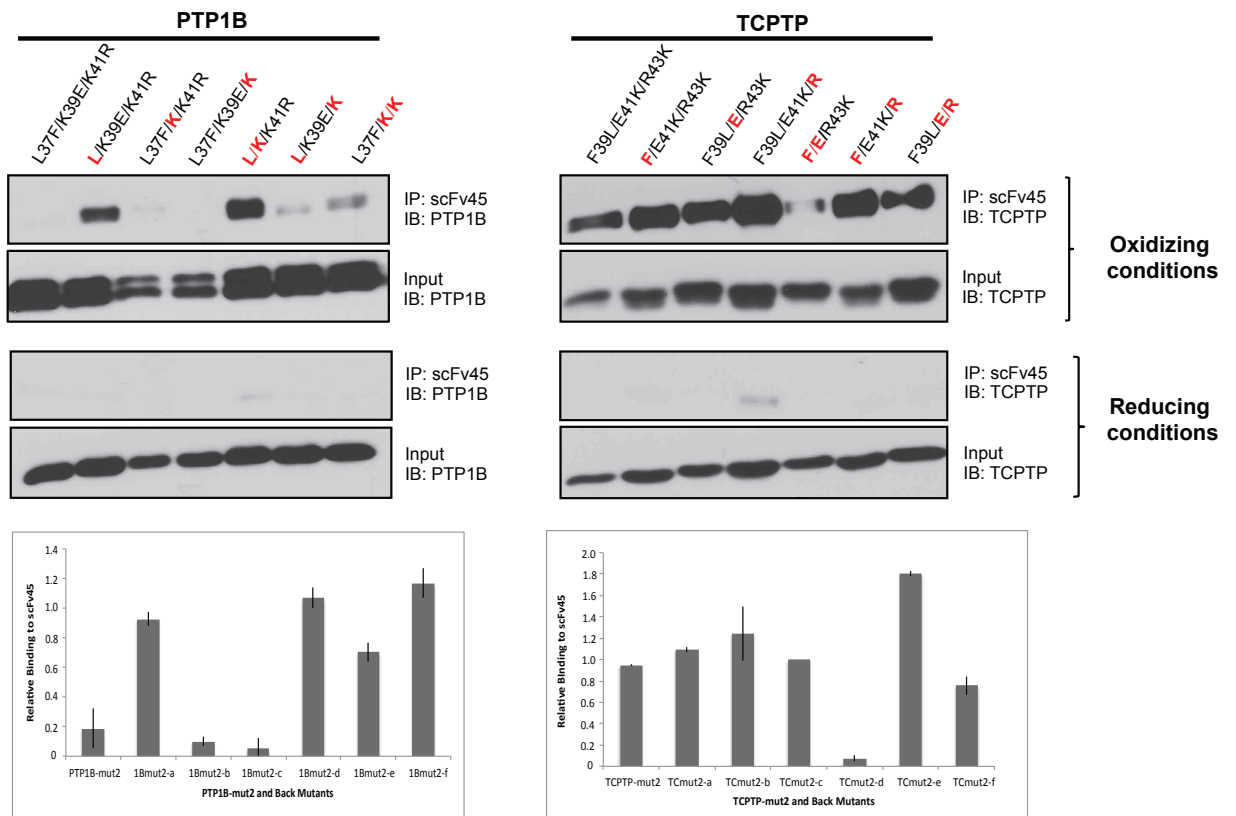 PTP1B
L37F/K39E/K41R
L/K39E/K41R
L37F/K/K41R
L37F/K39E/K
L/K/K41R
L/K39E/K
L37F/K/K
IP: scFv45
IB: PTP1B
Input
IB: PTP1B
IP: scFv45
IB: PTP1B
Input
IB: PTP1B
TCPTP
F39L/E41K/R43K
F/E41K/R43K
F39L/E/R43K
F39L/E41K/R
F/E/R43K
F/E41K/R
F39L/E/R
IP: scFv45
IB: TCPTP
Input
IB: TCPTP
Oxidizing
conditions
IP: scFv45
IB: TCPTP
Input
IB: TCPTP
Reducing
conditions
Relative Binding to scFv45
1.4
1.2
1.0
0.8
0.6
0.4
0.2
0
PTP1B-mut2 1Bmut2-a 1Bmut2-b 1Bmut2-c 1Bmut2-d 1Bmut2-e 1Bmut2-f
PTP1B-mut2 and Back Mutants
Relative BInding to scFv45
2.0
1.8
1.6
1.4
1.2
1.0
0.8
0.6
0.4
0.2
0
TCPTP-mut2 TCmut2-a TCmut2-b TCmut2-c TCmut2-d TCmut2-e TCmut2-f
TCPTP-mut2 and Back Mutants